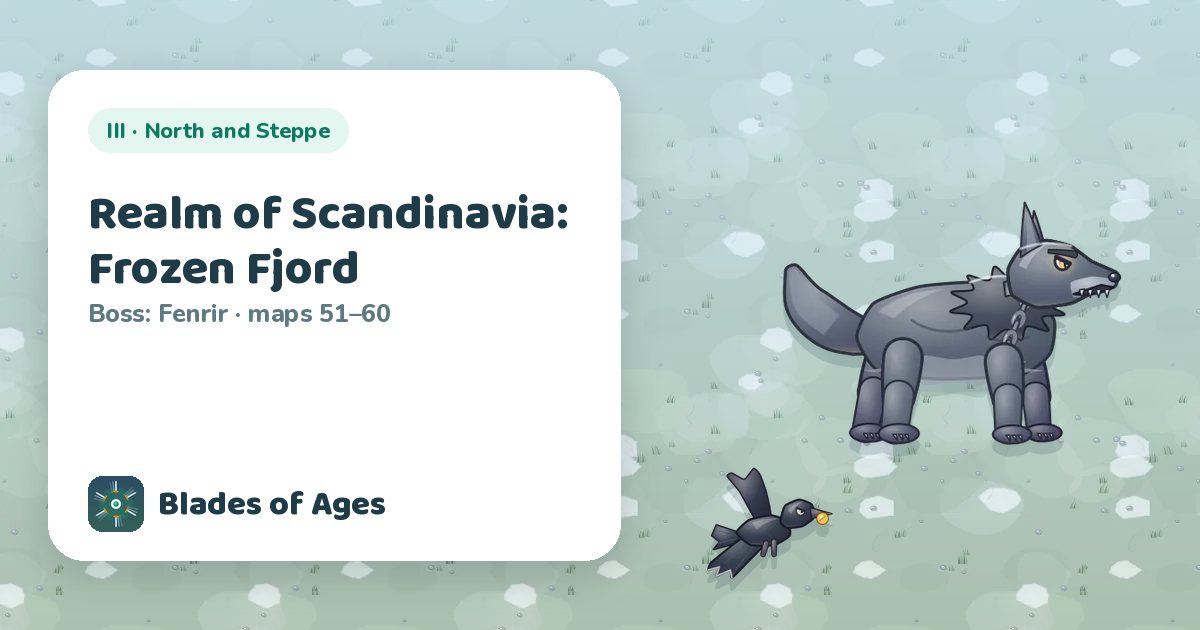 III · North and Steppe
Realm of Scandinavia:
Frozen Fjord
Boss: Fenrir · maps 51–60
Blades of Ages